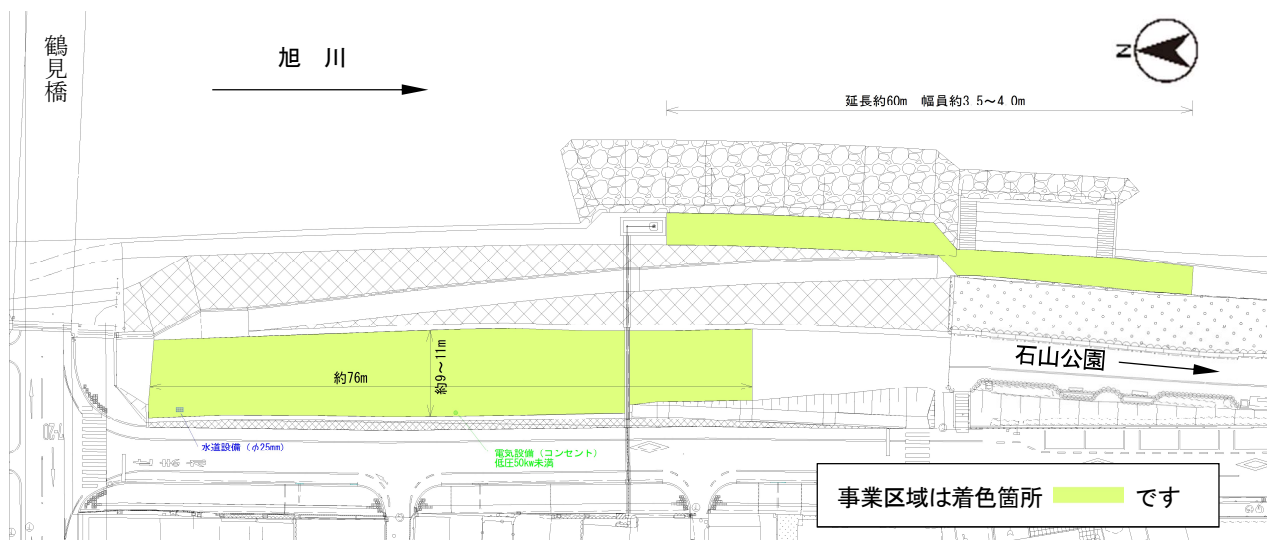 鶴見橋
旭 川
N
延長約60m 幅員約3.5~4.0m
約9~11m
約76m
石山公園
水道設備(φ25mm)
電気設備(コンセント)
低圧50kw未満
事業区域は着色箇所 です